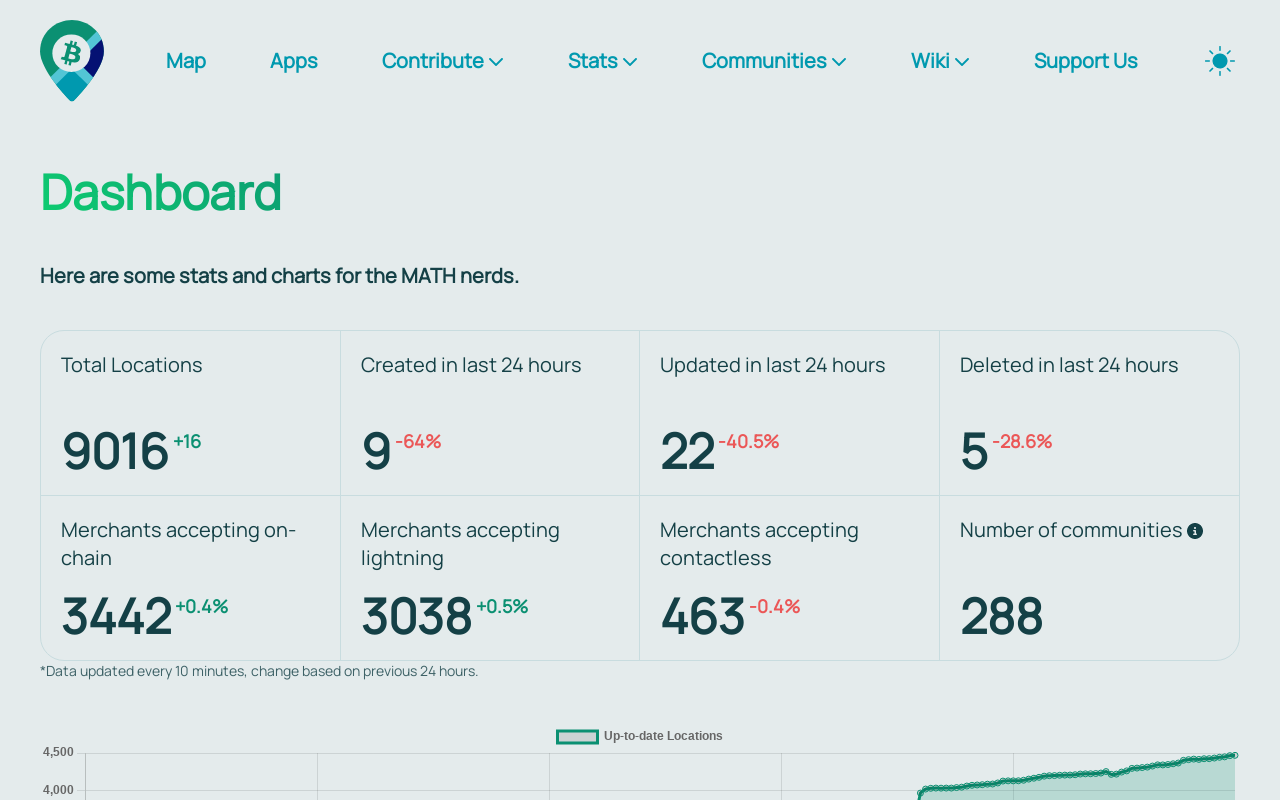 Map Apps Contribute Stats Communities Wiki Support Us
Dashboard
Here are some stats and charts for the MATH nerds.
Total Locations
9016 +16
Created in last 24 hours
9 -64%
Updated in last 24 hours
22 -40.5%
Deleted in last 24 hours
5 -28.6%
Merchants accepting on-
chain
3442 +0.4%
Merchants accepting
lightning
3038 +0.5%
Merchants accepting
contactless
463 -0.4%
Number of communities
288
*Data updated every 10 minutes, change based on previous 24 hours.
Up-to-date Locations
4,500
4,000